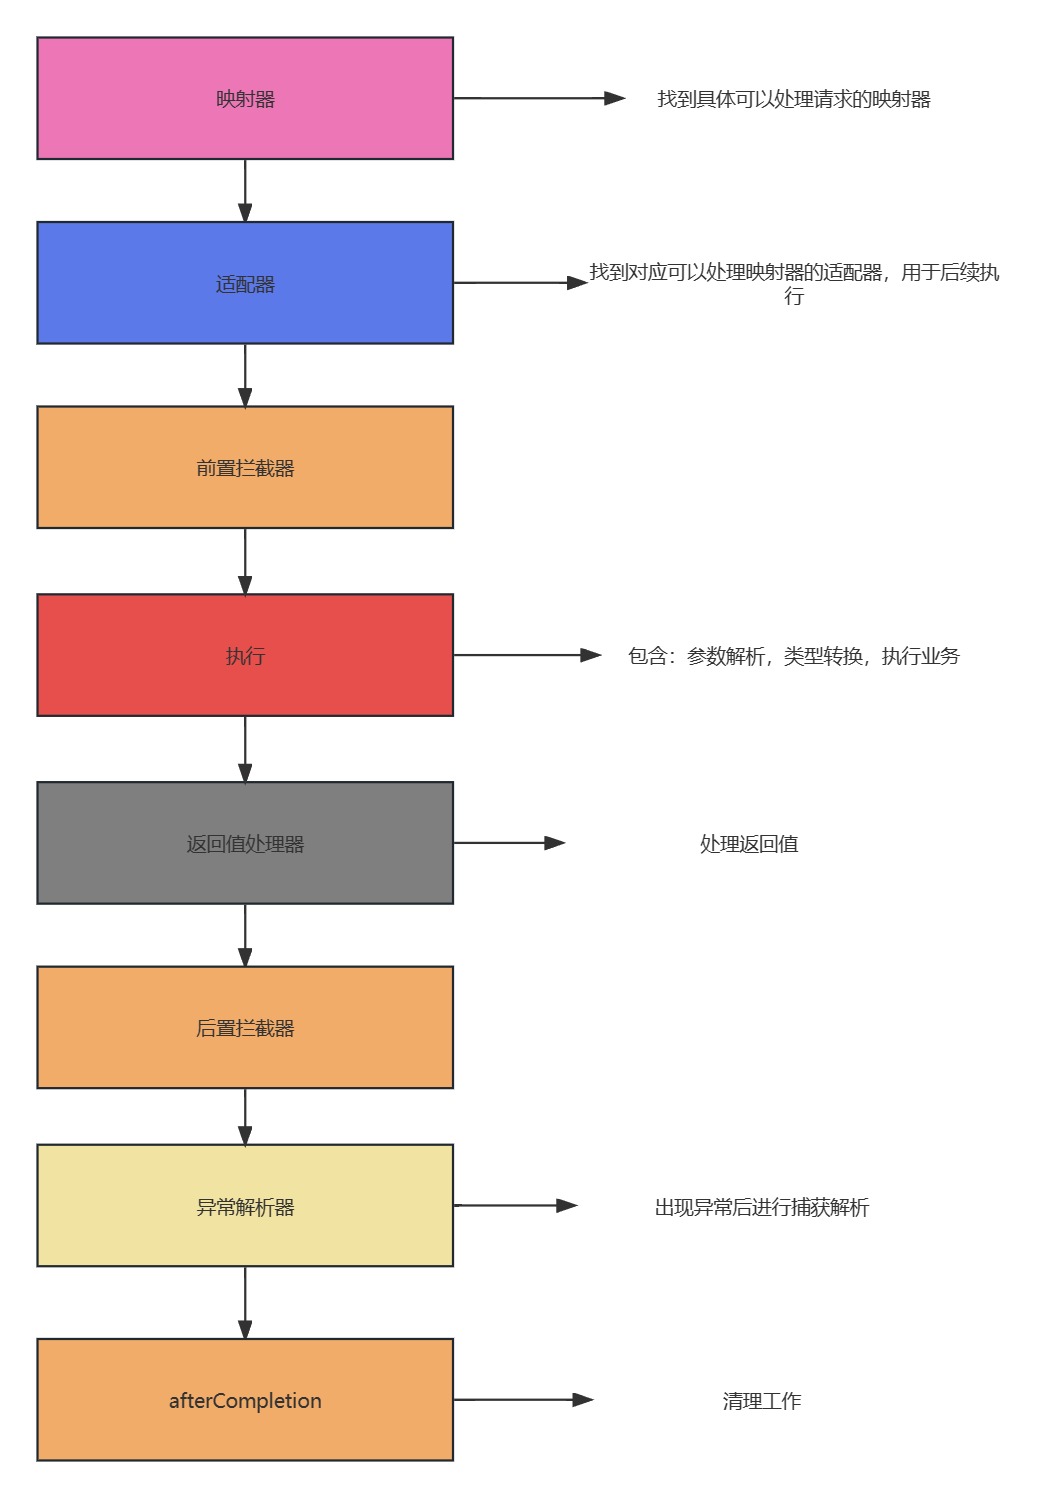 映射器
找到具体可以处理请求的映射器
适配器
找到对应可以处理映射器的适配器，用于后续执
行
前置拦截器
执行
包含：参数解析，类型转换，执行业务
返回值处理器
处理返回值
后置拦截器
异常解析器
出现异常后进行捕获解析
afterCompletion
清理工作